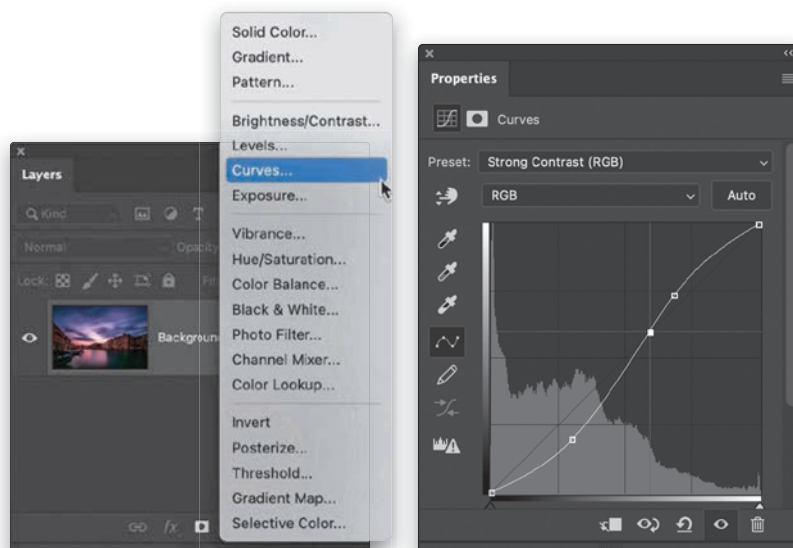 Layers
Kind
Normal
Opacity
Lock:
Background
fx
Solid Color...
Gradient...
Pattern...
Brightness/Contrast...
Levels...
Curves...
Exposure...
Vibrance...
Hue/Saturation...
Color Balance...
Black & White...
Photo Filter...
Channel Mixer...
Color Lookup...
Invert
Posterize...
Threshold...
Gradient Map...
Selective Color...
Properties
Curves
Preset: Strong Contrast (RGB)
RGB Auto